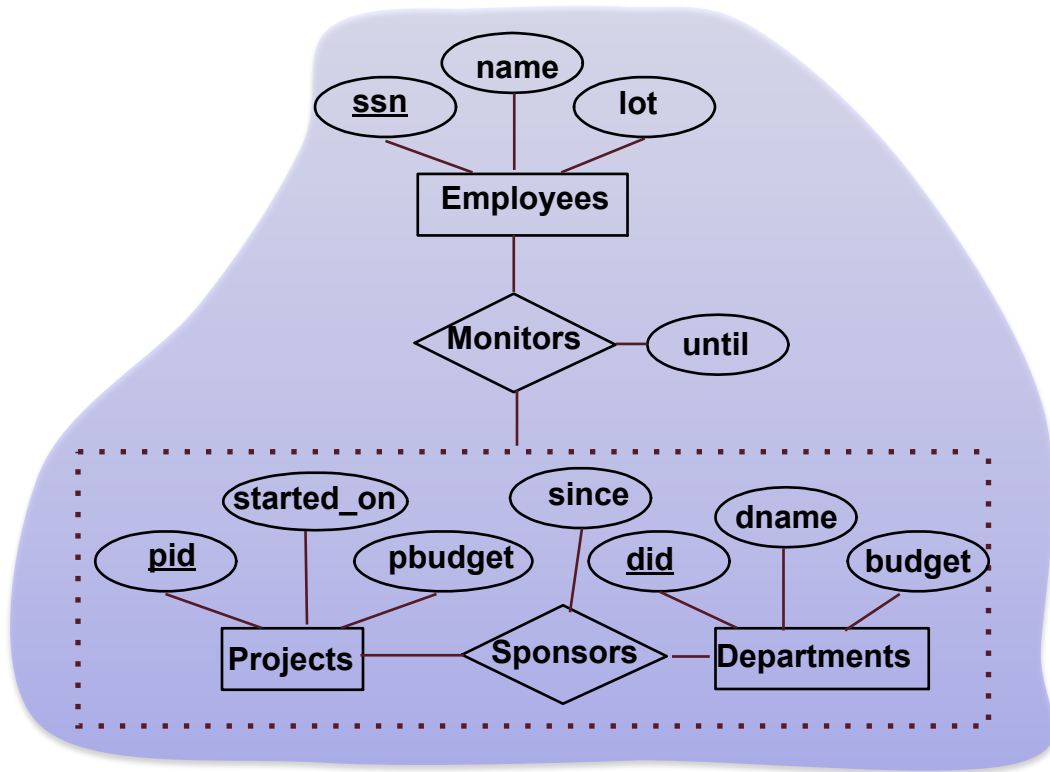 name
ssn
lot
Employees
Monitors
until
started_on
since
dname
pid
pbudget
did
budget
Projects
Sponsors
Departments